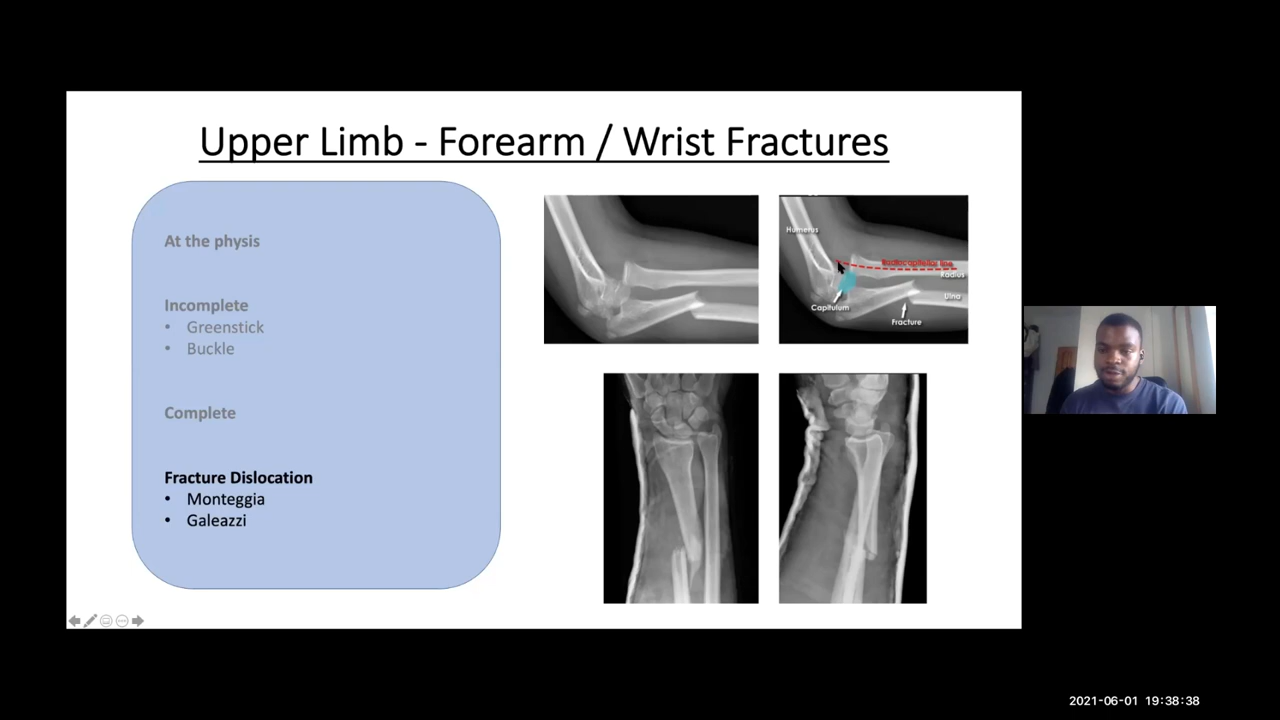 Upper Limb - Forearm / Wrist Fractures
At the physis
Incomplete
• Greenstick
• Buckle
Complete
Fracture Dislocation
• Monteggia
• Galeazzi
Humerus
Radiocapitellar line
Radius
Ulna
Capitulum
Fracture
2021-06-01 19:38:38